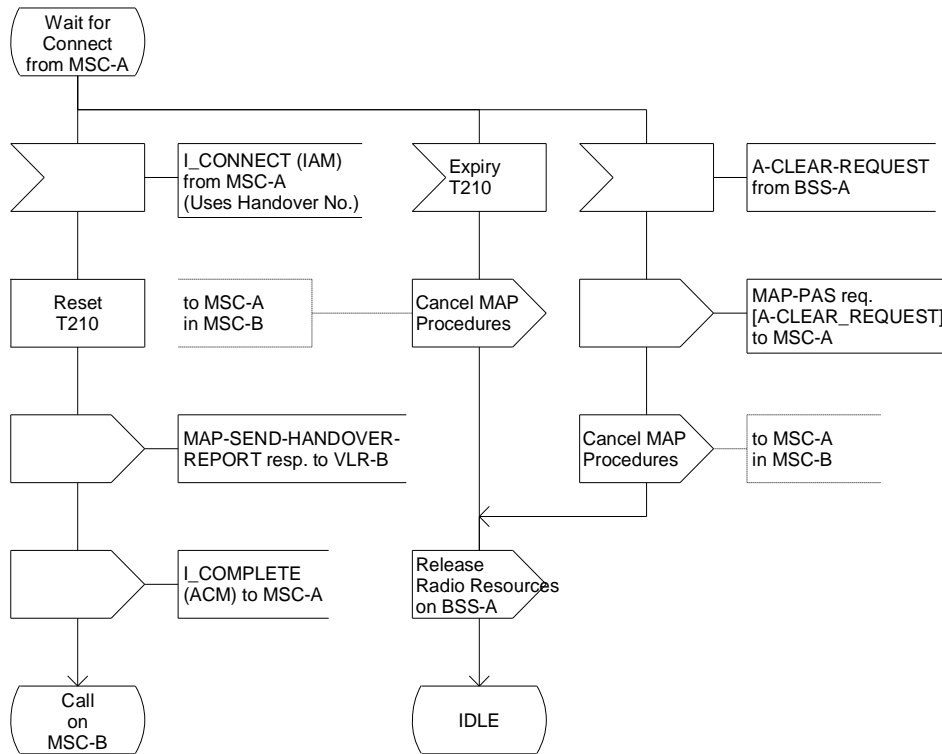 Wait for
Connect
from MSC-A
I_CONNECT (IAM)
from MSC-A
(Uses Handover No.)
Expiry
T210
A-CLEAR-REQUEST
from BSS-A
Reset
T210
to MSC-A
in MSC-B
Cancel MAP
Procedures
MAP-PAS req.
[A-CLEAR_REQUEST]
to MSC-A
MAP-SEND-HANDOVER-
REPORT resp. to VLR-B
Cancel MAP
Procedures
to MSC-A
in MSC-B
I_COMPLETE
(ACM) to MSC-A
Release
Radio Resources
on BSS-A
Call
on
MSC-B
IDLE